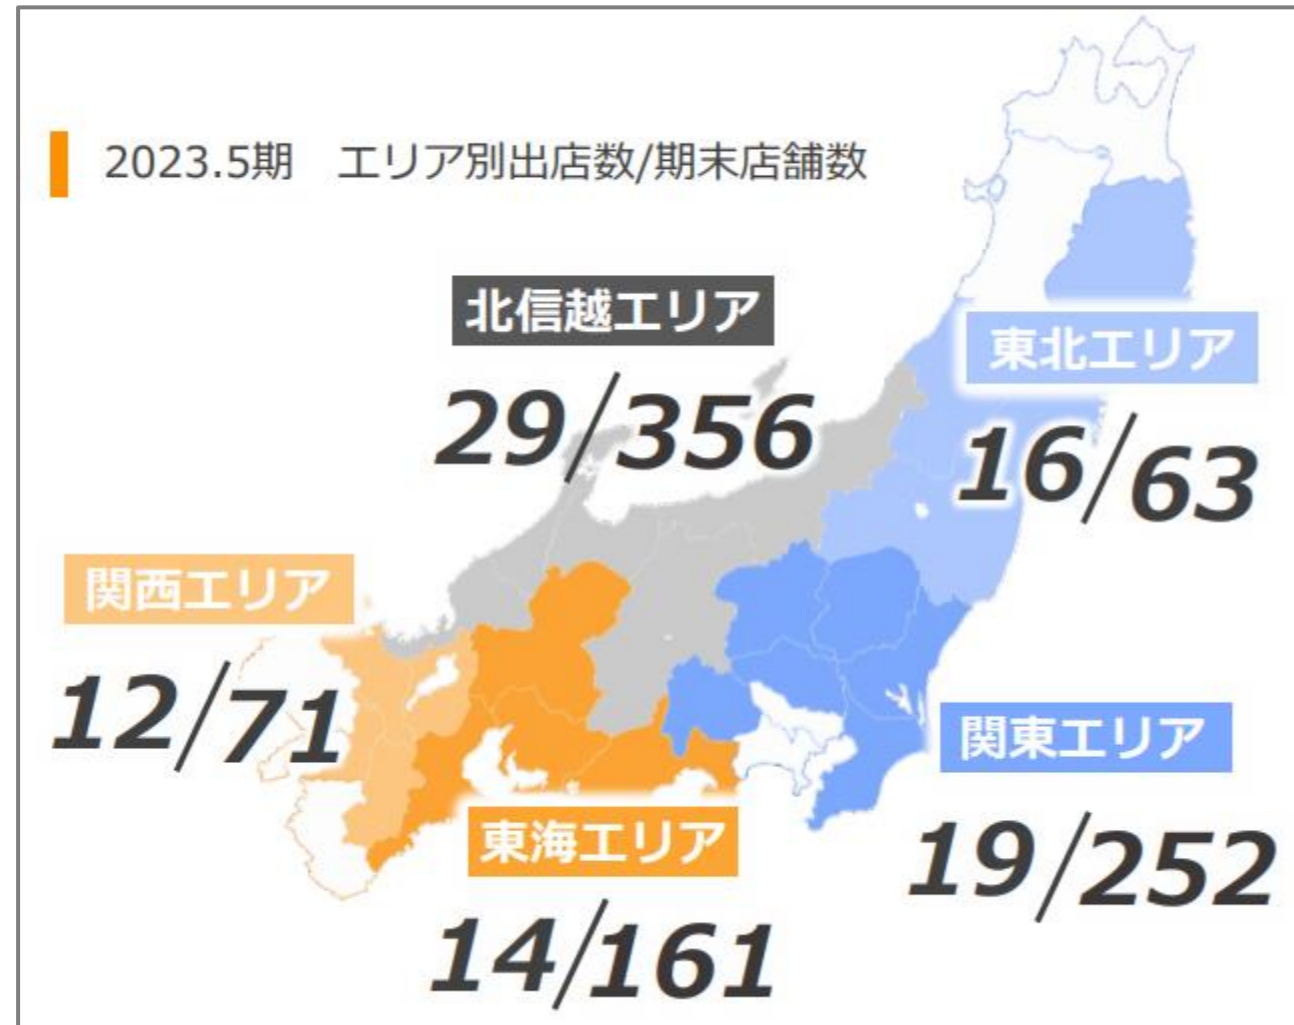 2023.5期 エリア別出店数/期末店舗数
北信越エリア
29/356
東北エリア
16/63
関西エリア
12/71
関東エリア
19/252
東海エリア
14/161